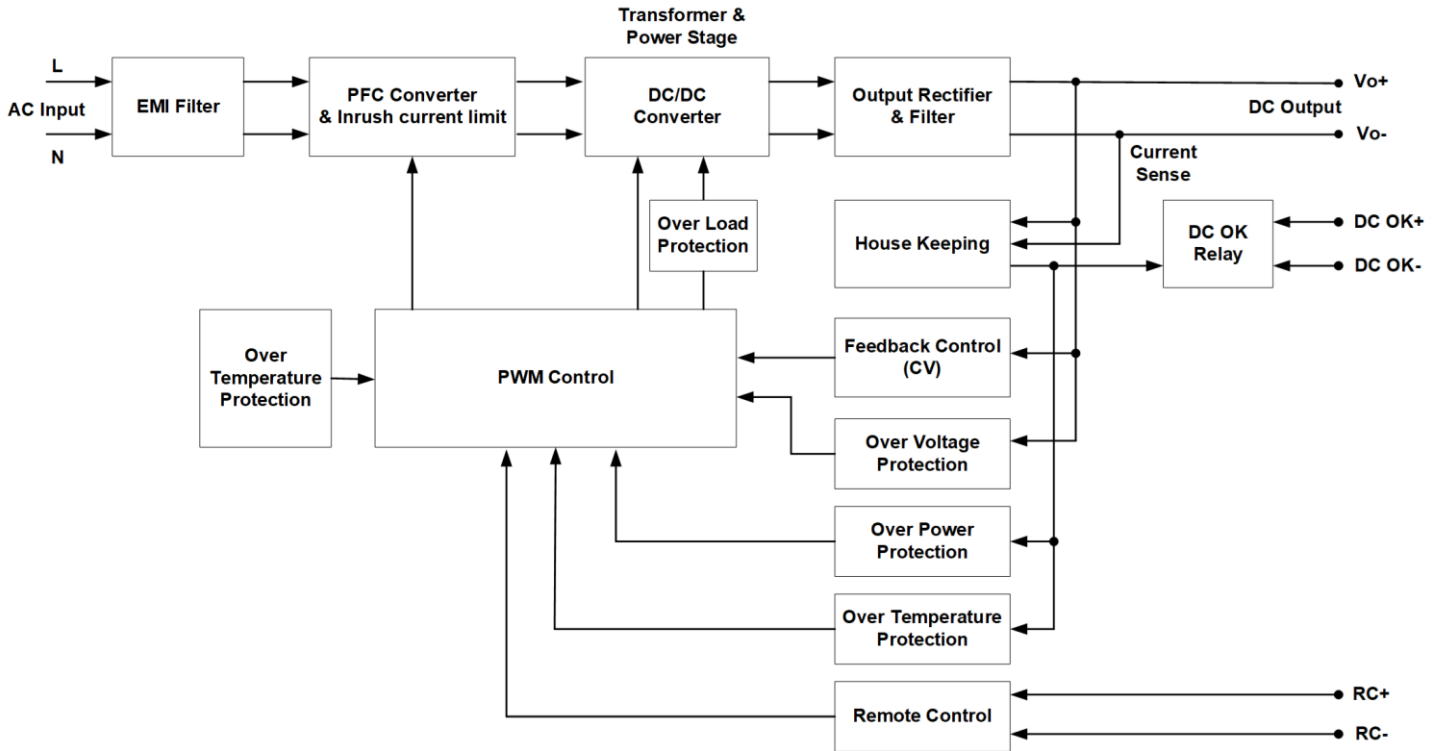 Transformer &
Power Stage
L
AC Input
N
EMI Filter
PFC Converter
& Inrush current limit
DC/DC
Converter
Output Rectifier
& Filter
Vo+
DC Output
Vo-
Current
Sense
Over Load
Protection
House Keeping
DC OK
Relay
DC OK+
DC OK-
Over
Temperature
Protection
PWM Control
Feedback Control
(CV)
Over Voltage
Protection
Over Power
Protection
Over Temperature
Protection
Remote Control
RC+
RC-